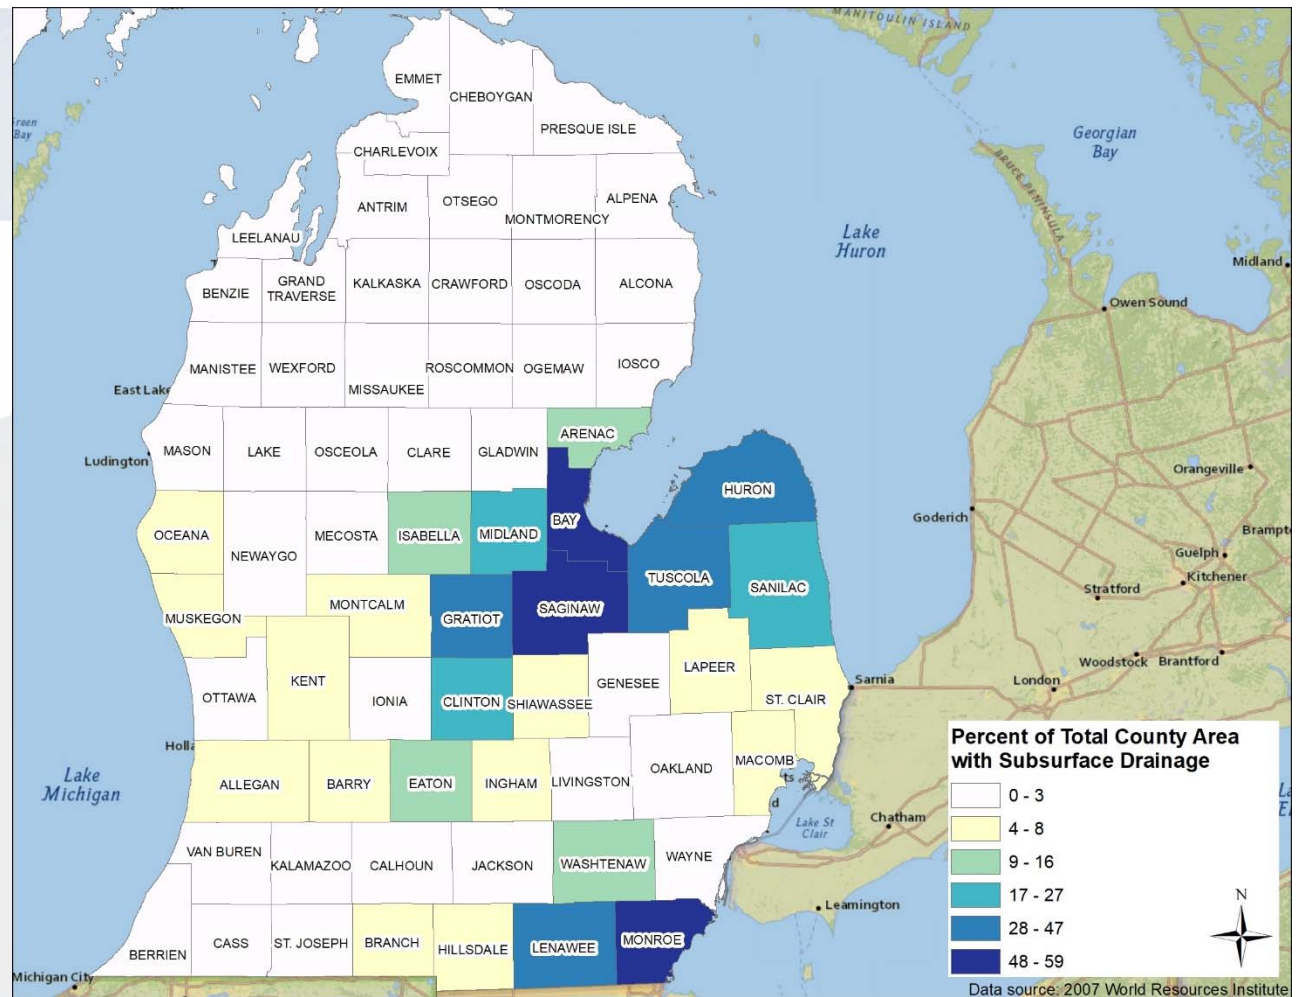 MANITOULIN ISLAND
EMMET
CHEBOYGAN
PRESQUE ISLE
Green
Bay
Georgian
Bay
CHARLEVOIX
BRUCE PENINSULA
ANTRIM
OTSEGO
MONTMORENCY
ALPENA
LEELANAU
Lake
Huron
Midland
BENZIE
GRAND
TRAVERSE
KALKASKA
CRAWFORD
OSCODA
ALCONA
Owen Sound
MANISTEE
WEXFORD
MISSAUKEE
ROSCOMMON
OGEMAW
IOSCO
East Lake
ARENAC
MASON
LAKE
OSCEOLA
CLARE
GLADWIN
Ludington
Orangeville
HURON
Goderich
OCEANA
NEWAYGO
MECOSTA
ISABELLA
MIDLAND
BAY
Brampt
Guelph
Kitchener
Stratford
TUSCOLA
SANILAC
MUSKEGON
MONTCALM
GRATIOT
SAGINAW
Woodstock
Brantford
London
Sarnia
OTTAWA
KENT
IONIA
CLINTON
SHIAWASSEE
GENESEE
LAPEER
ST. CLAIR
Holla
Lake
Michigan
ALLEGAN
BARRY
EATON
INGHAM
LIVINGSTON
OAKLAND
MACOMB
ts
d
Lake St
Clair
Chatham
VAN BUREN
KALAMAZOO
CALHOUN
JACKSON
WASHTENAW
WAYNE
Leamington
BERRIEN
CASS
ST. JOSEPH
BRANCH
HILLSDALE
LENAWEE
MONROE
Michigan City
Percent of Total County Area
with Subsurface Drainage
0 - 3
4 - 8
9 - 16
17 - 27
28 - 47
48 - 59
N
Data source: 2007 World Resources Institute